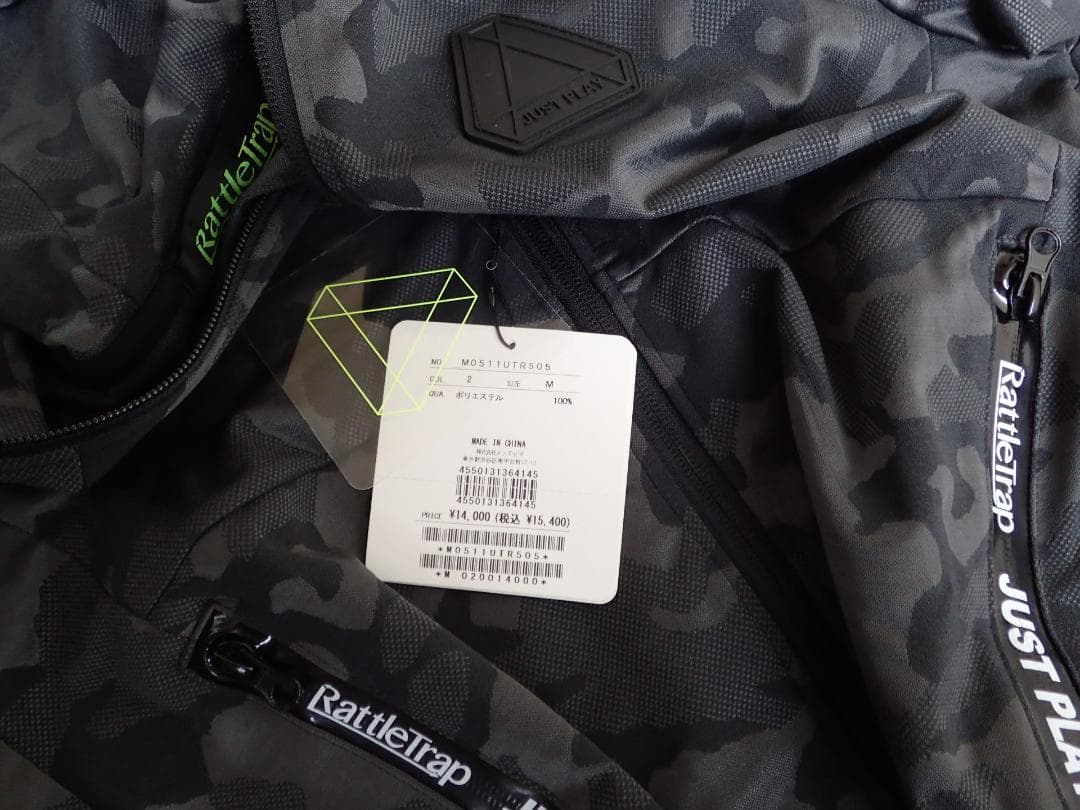 JUST PLAY
RattleTrap
NO M0511UTR505
COL 2 SIZE M
QUA ポリエステル 100%
MADE IN CHINA
4550131364145
4550131364145
PRICE ¥14,000 (税込 ¥15,400)
*M0511UTR505*
*M 020014000*
RattleTrap
JUST PLA
RattleTrap